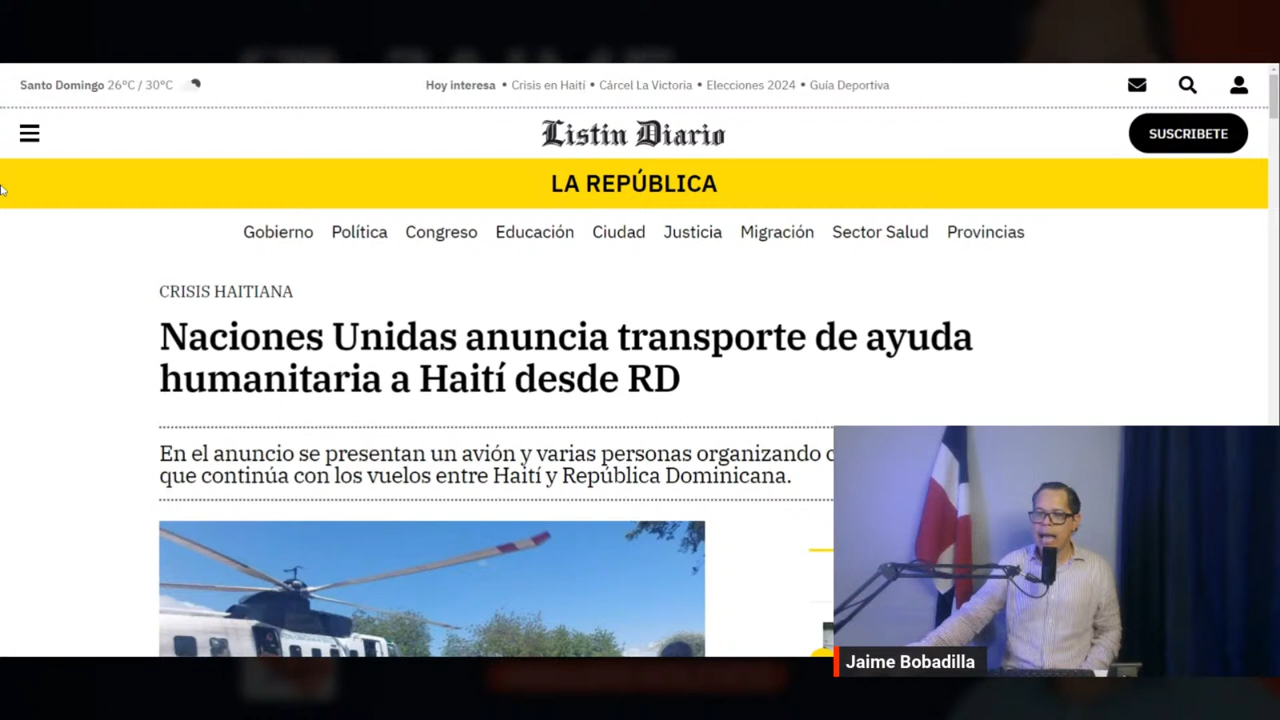 Santo Domingo 26°C / 30°C
Hoy interesa • Crisis en Haití • Cárcel La Victoria • Elecciones 2024 • Guía Deportiva
Listin Diario
SUSCRIBETE
LA REPÚBLICA
Gobierno Política Congreso Educación Ciudad Justicia Migración Sector Salud Provincias
CRISIS HAITIANA
Naciones Unidas anuncia transporte de ayuda
humanitaria a Haití desde RD
En el anuncio se presentan un avión y varias personas organizando
que continúa con los vuelos entre Haití y República Dominicana.
Jaime Bobadilla